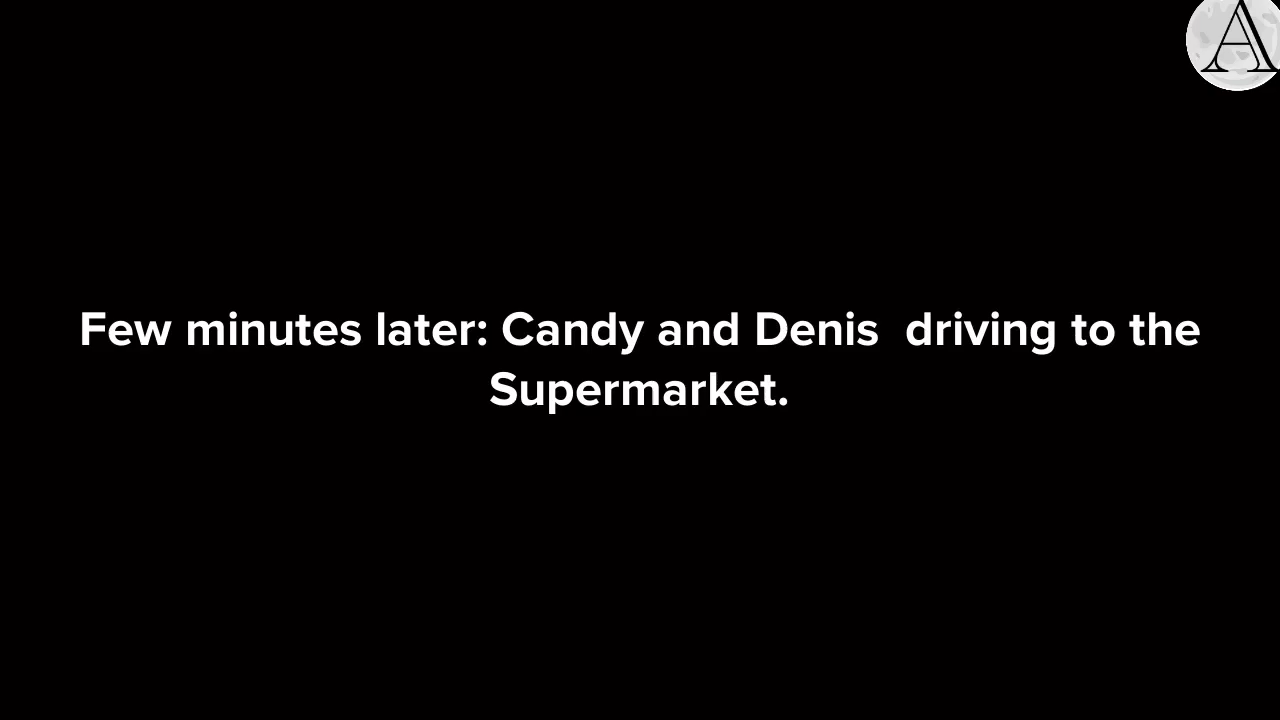 A
Few minutes later: Candy and Denis  driving to the
Supermarket.